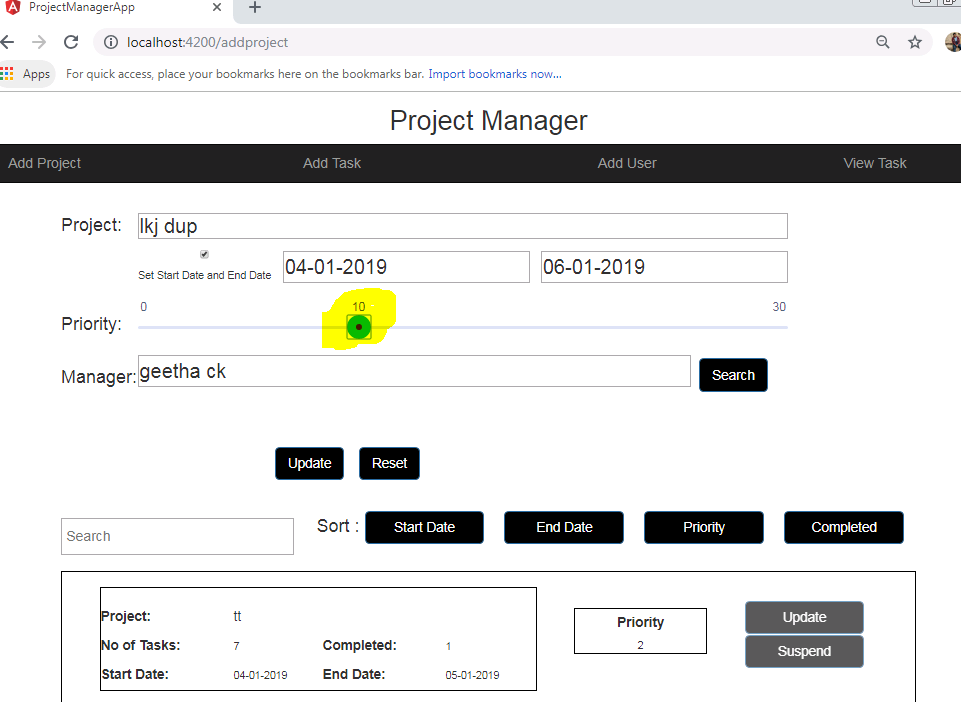 ProjectManagerApp
localhost:4200/addproject
Apps For quick access, place your bookmarks here on the bookmarks bar. Import bookmarks now...
Project Manager
Add Project Add Task Add User View Task
Project: lkj dup
Set Start Date and End Date 04-01-2019 06-01-2019
0 10 30
Priority:
Manager: geetha ck Search
Update Reset
Search Sort : Start Date End Date Priority Completed
Project: tt
No of Tasks: 7 Completed: 1
Start Date: 04-01-2019 End Date: 05-01-2019
Priority
2
Update
Suspend